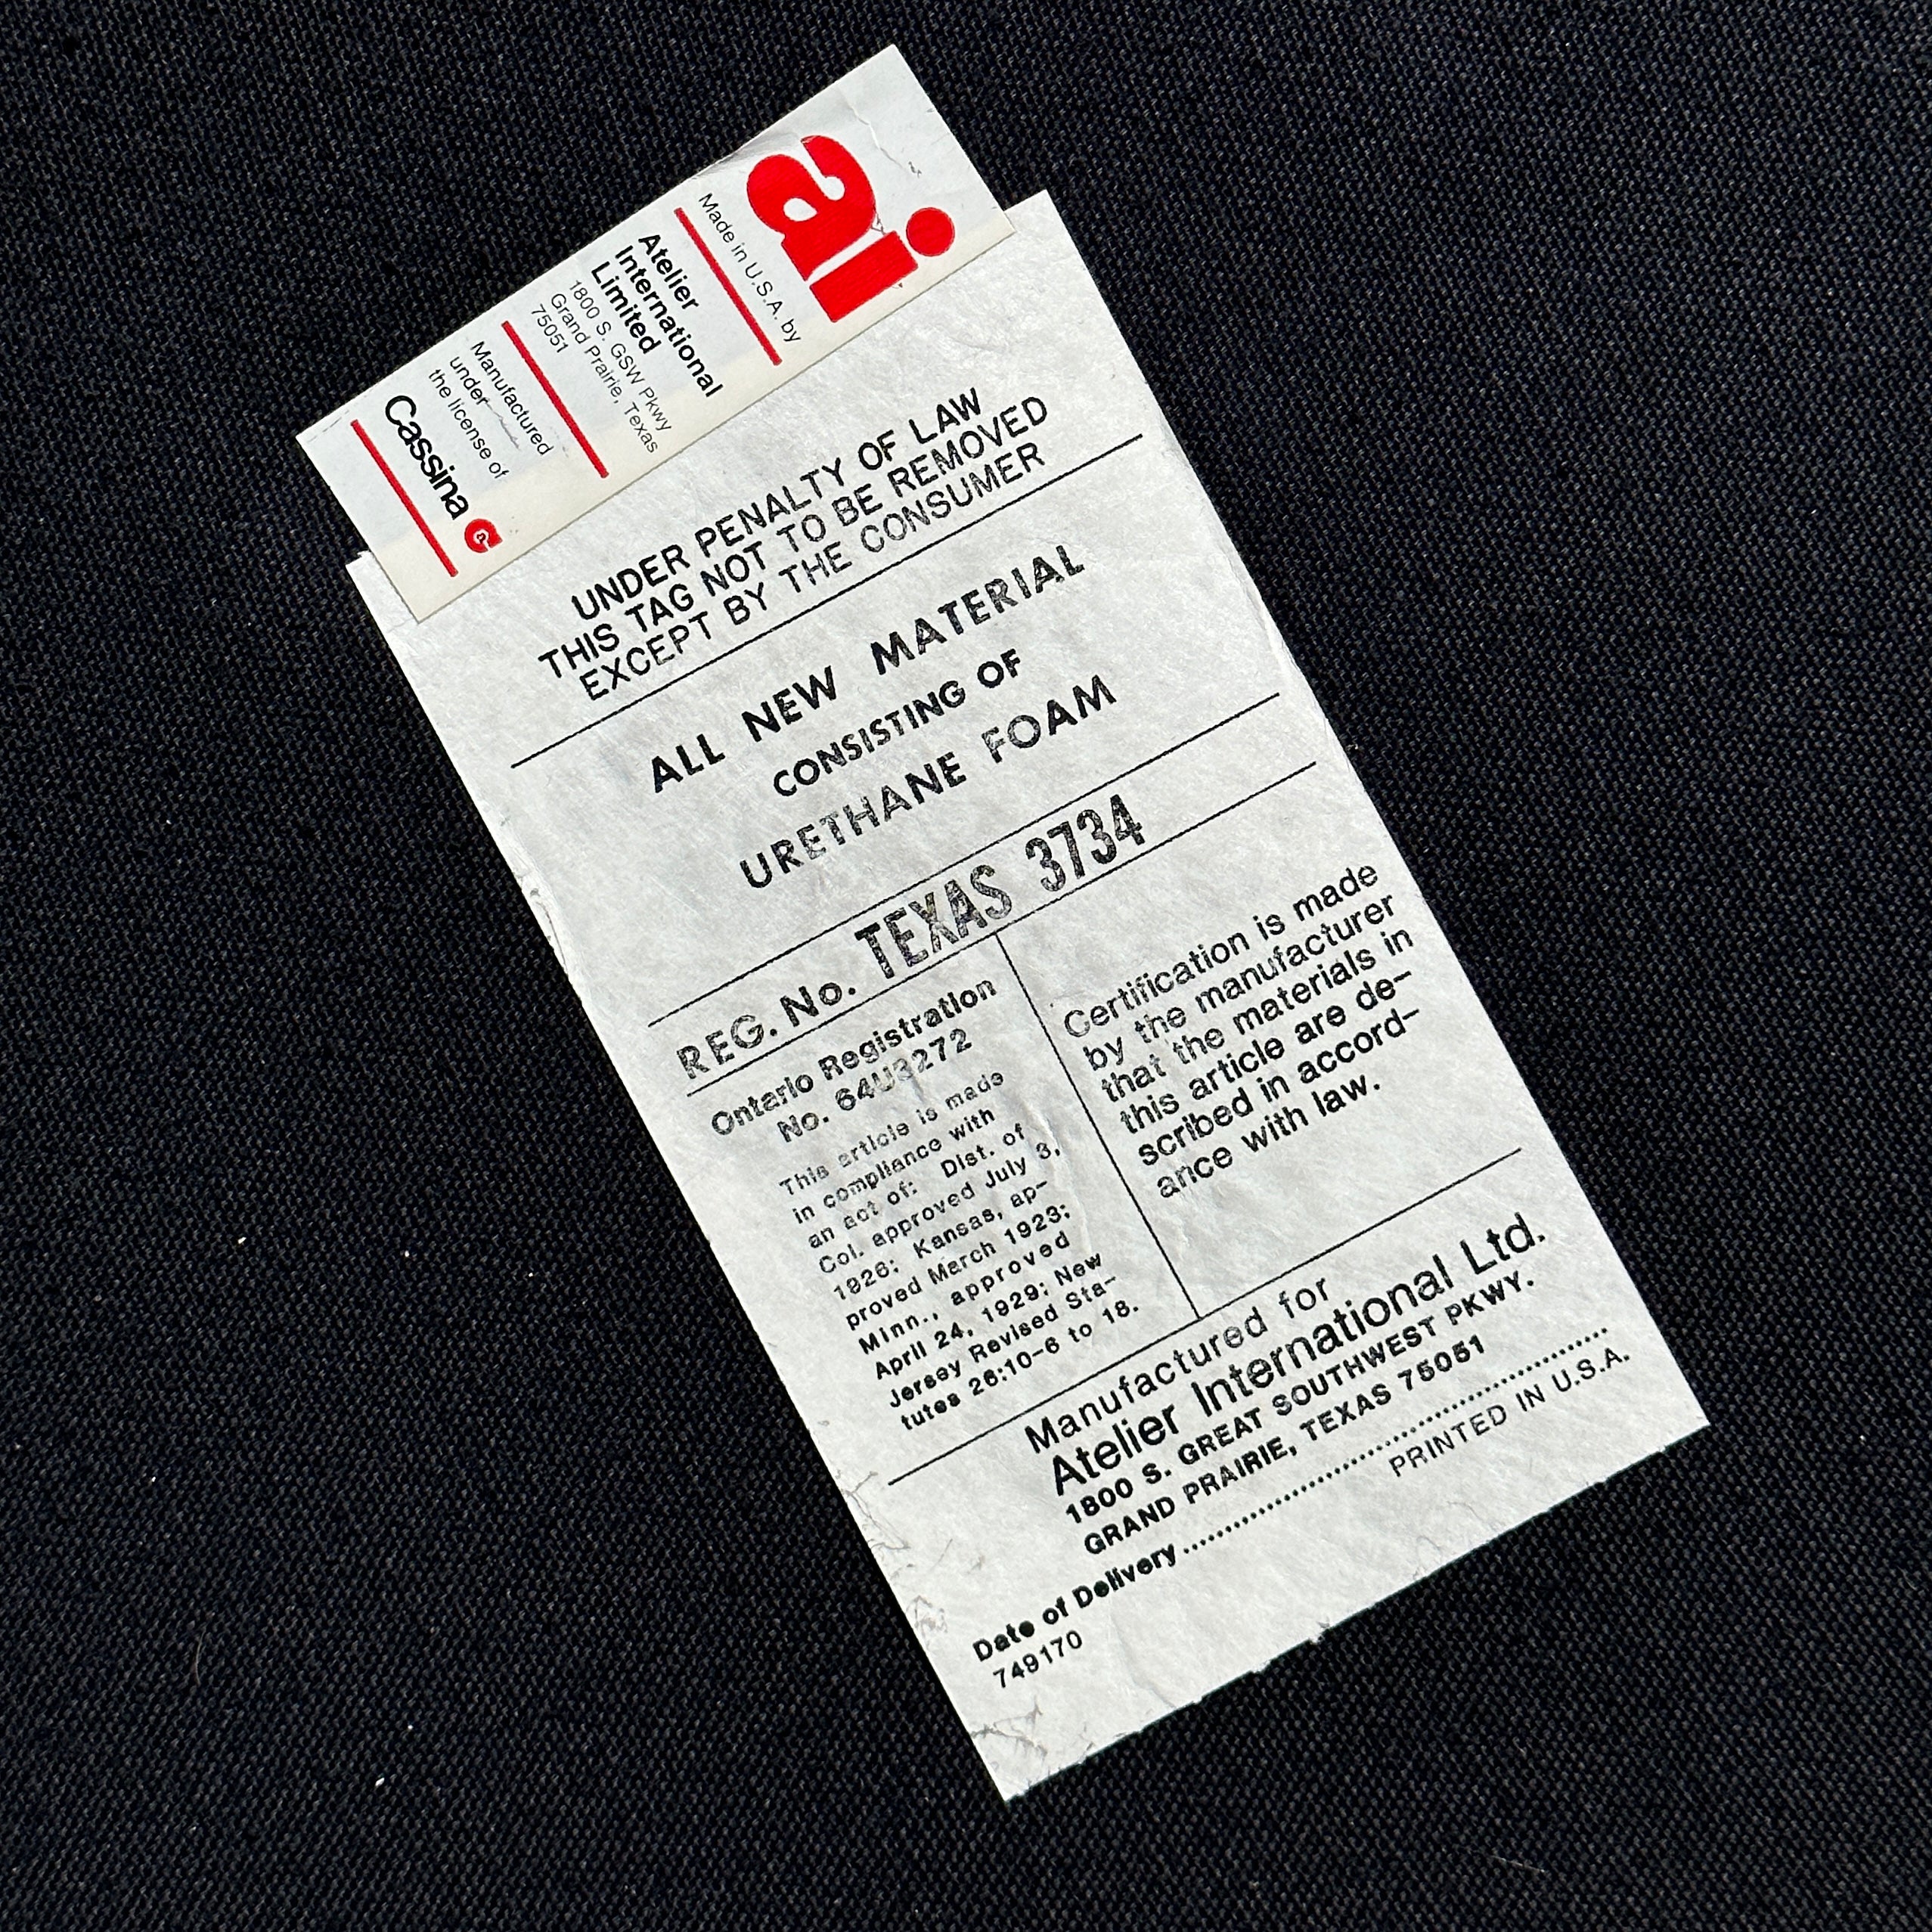 ai
Made in U.S.A. by
Atelier
International
Limited
1800 S. GSW Pkwy
Grand Prairie, Texas
75051
Manufactured
under
the license of
Cassina
UNDER PENALTY OF LAW
THIS TAG NOT TO BE REMOVED
EXCEPT BY THE CONSUMER
ALL NEW MATERIAL
CONSISTING OF
URETHANE FOAM
REG. No. TEXAS 3734
Ontario Registration
No. 64U3272
This article is made
in compliance with
an act of: Dist. of
Col. approved July 3,
1926; Kansas, ap-
proved March 1923;
Minn., approved
April 24, 1929; New
Jersey Revised Sta-
tutes 26:10-6 to 18.
Certification is made
by the manufacturer
that the materials in
this article are de-
scribed in accord-
ance with law.
Manufactured for
Atelier International Ltd.
1800 S. GREAT SOUTHWEST PKWY.
GRAND PRAIRIE, TEXAS 75051
Date of Delivery
PRINTED IN U.S.A.
749170